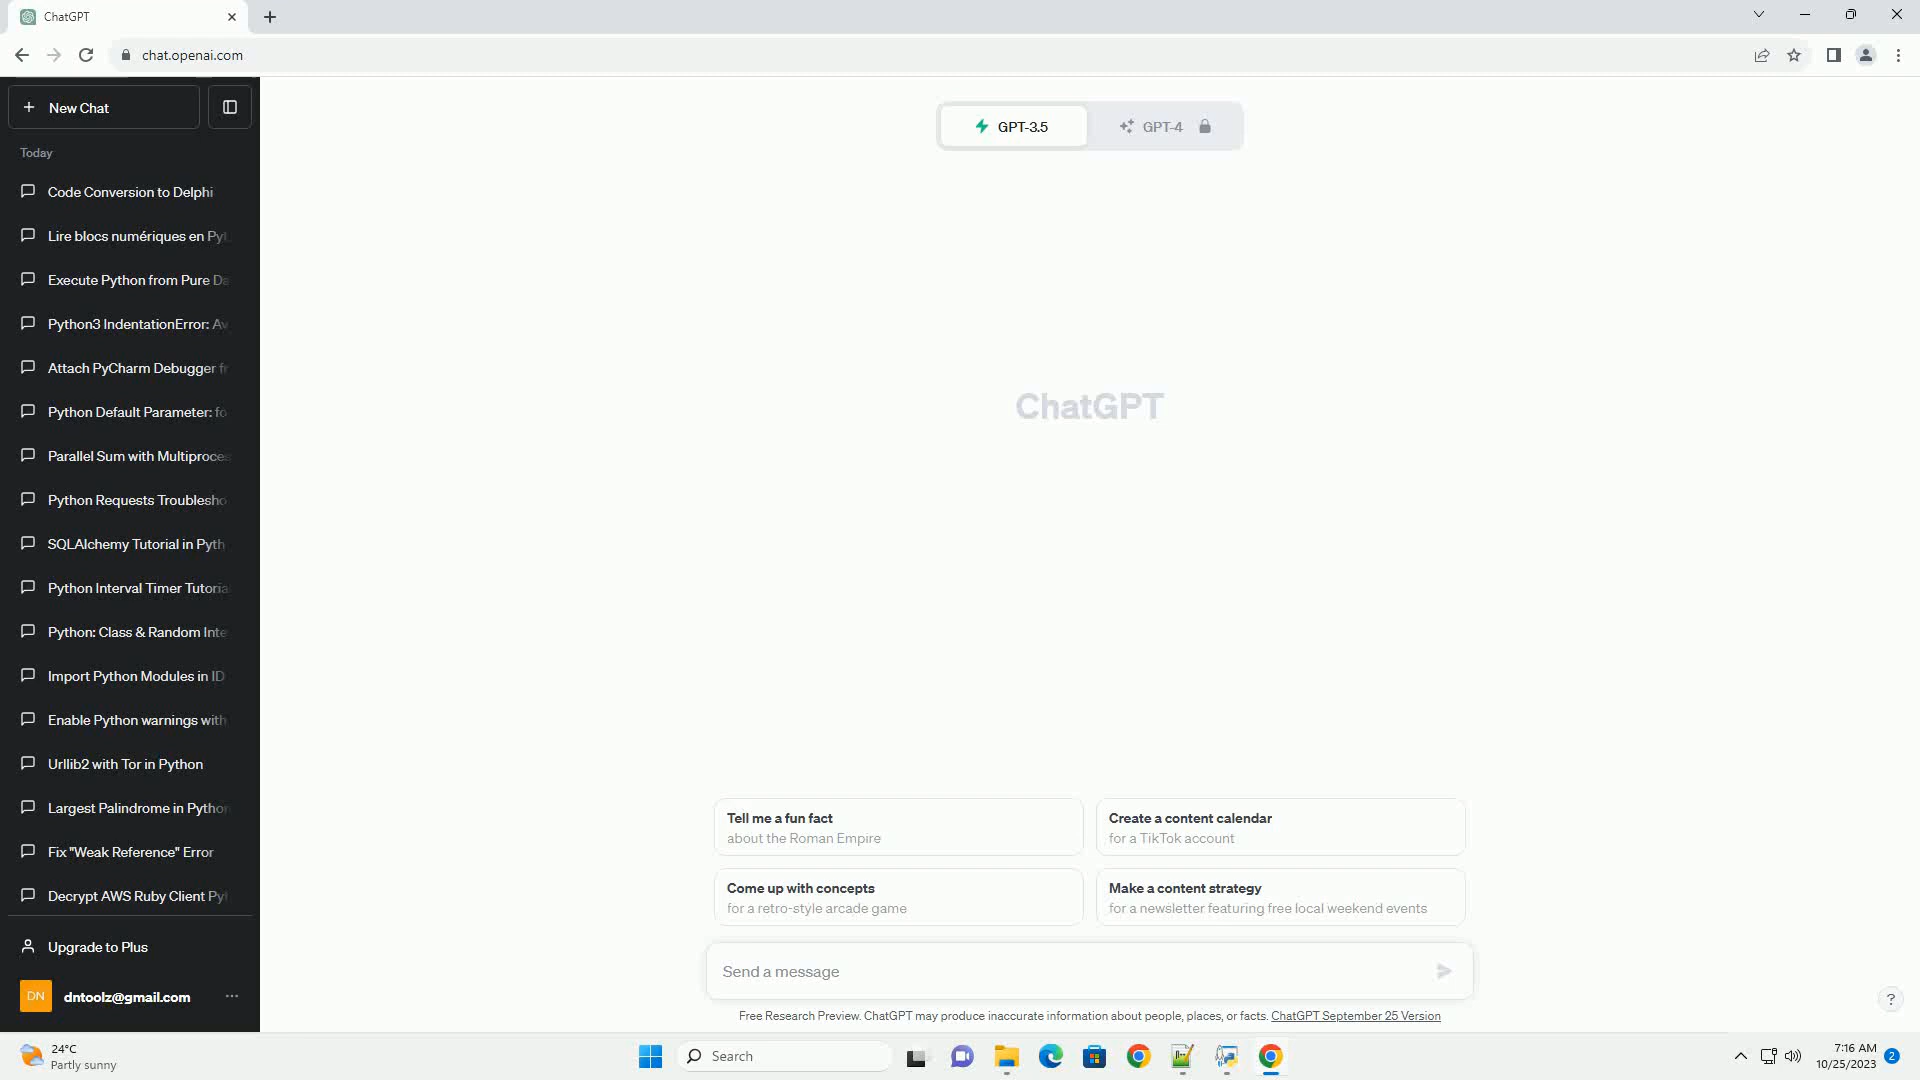 ChatGPT
chat.openai.com
New Chat
Today
Code Conversion to Delphi
Lire blocs numériques en Py
Execute Python from Pure Da
Python3 IndentationError: Av
Attach PyCharm Debugger fr
Python Default Parameter: fo
Parallel Sum with Multiproces
Python Requests Troublesho
SQLAlchemy Tutorial in Pyth
Python Interval Timer Tutoria
Python: Class & Random Inte
Import Python Modules in ID
Enable Python warnings with
Urllib2 with Tor in Python
Largest Palindrome in Python
Fix "Weak Reference" Error
Decrypt AWS Ruby Client Pyt
Upgrade to Plus
DN
dntoolz@gmail.com
GPT-3.5
GPT-4
ChatGPT
Tell me a fun fact
about the Roman Empire
Create a content calendar
for a TikTok account
Come up with concepts
for a retro-style arcade game
Make a content strategy
for a newsletter featuring free local weekend events
Send a message
Free Research Preview. ChatGPT may produce inaccurate information about people, places, or facts. ChatGPT September 25 Version
?
24°C
Partly sunny
Search
7:16 AM
10/25/2023
2